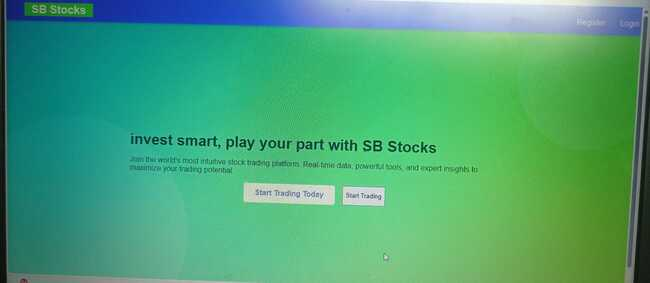 SB Stocks
Register Login
invest smart, play your part with SB Stocks
Join the world's most intuitive stock trading platform. Real-time data, powerful tools, and expert insights to
maximize your trading potential.
Start Trading Today Start Trading